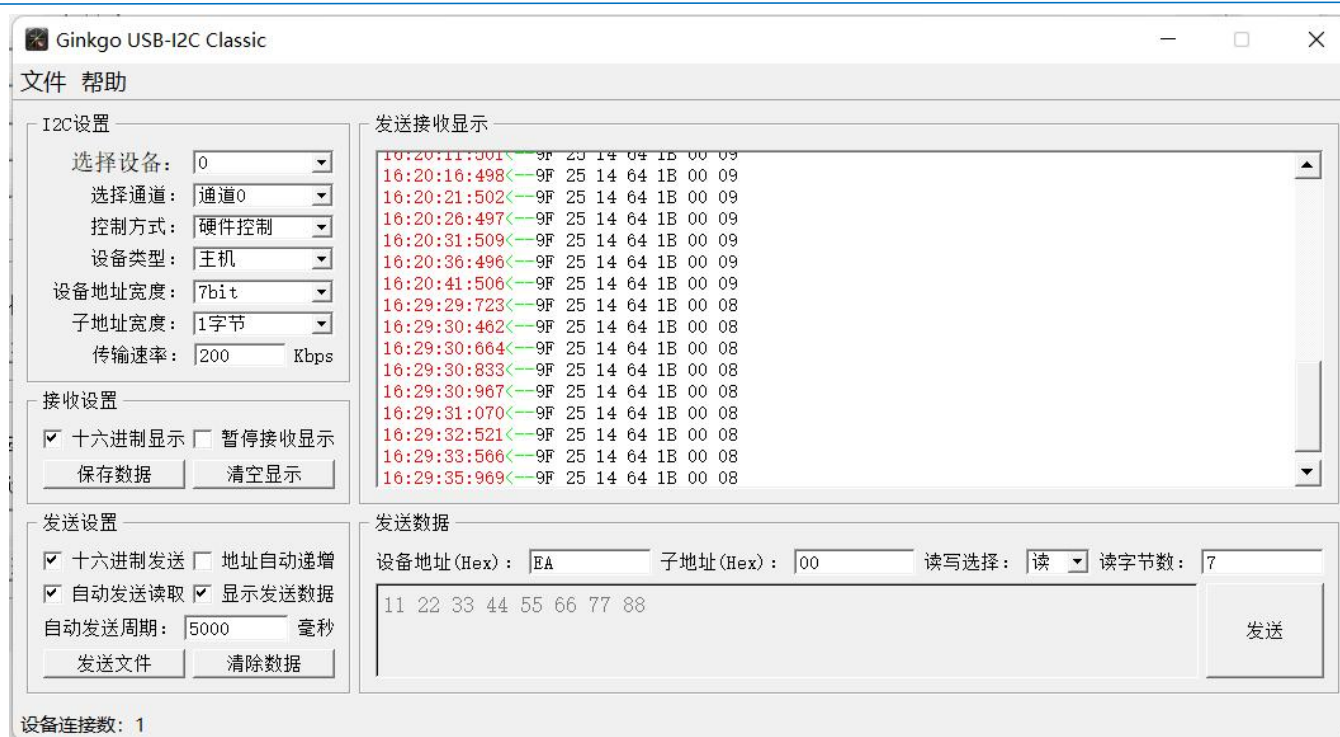 Ginkgo USB-I2C Classic
文件 帮助
I2C设置
选择设备： 0
选择通道： 通道0
控制方式： 硬件控制
设备类型： 主机
设备地址宽度： 7bit
子地址宽度： 1字节
传输速率： 200 Kbps
接收设置
十六进制显示 暂停接收显示
保存数据 清空显示
发送设置
十六进制发送 地址自动递增
自动发送读取 显示发送数据
自动发送周期： 5000 毫秒
发送文件 清除数据
发送接收显示
16:20:11:501<--9F 25 14 64 1B 00 09
16:20:16:498<--9F 25 14 64 1B 00 09
16:20:21:502<--9F 25 14 64 1B 00 09
16:20:26:497<--9F 25 14 64 1B 00 09
16:20:31:509<--9F 25 14 64 1B 00 09
16:20:36:496<--9F 25 14 64 1B 00 09
16:20:41:506<--9F 25 14 64 1B 00 09
16:29:29:723<--9F 25 14 64 1B 00 08
16:29:30:462<--9F 25 14 64 1B 00 08
16:29:30:664<--9F 25 14 64 1B 00 08
16:29:30:833<--9F 25 14 64 1B 00 08
16:29:30:967<--9F 25 14 64 1B 00 08
16:29:31:070<--9F 25 14 64 1B 00 08
16:29:32:521<--9F 25 14 64 1B 00 08
16:29:33:566<--9F 25 14 64 1B 00 08
16:29:35:969<--9F 25 14 64 1B 00 08
发送数据
设备地址(Hex)： EA 子地址(Hex)： 00 读写选择： 读 读字节数： 7
11 22 33 44 55 66 77 88
发送
设备连接数: 1